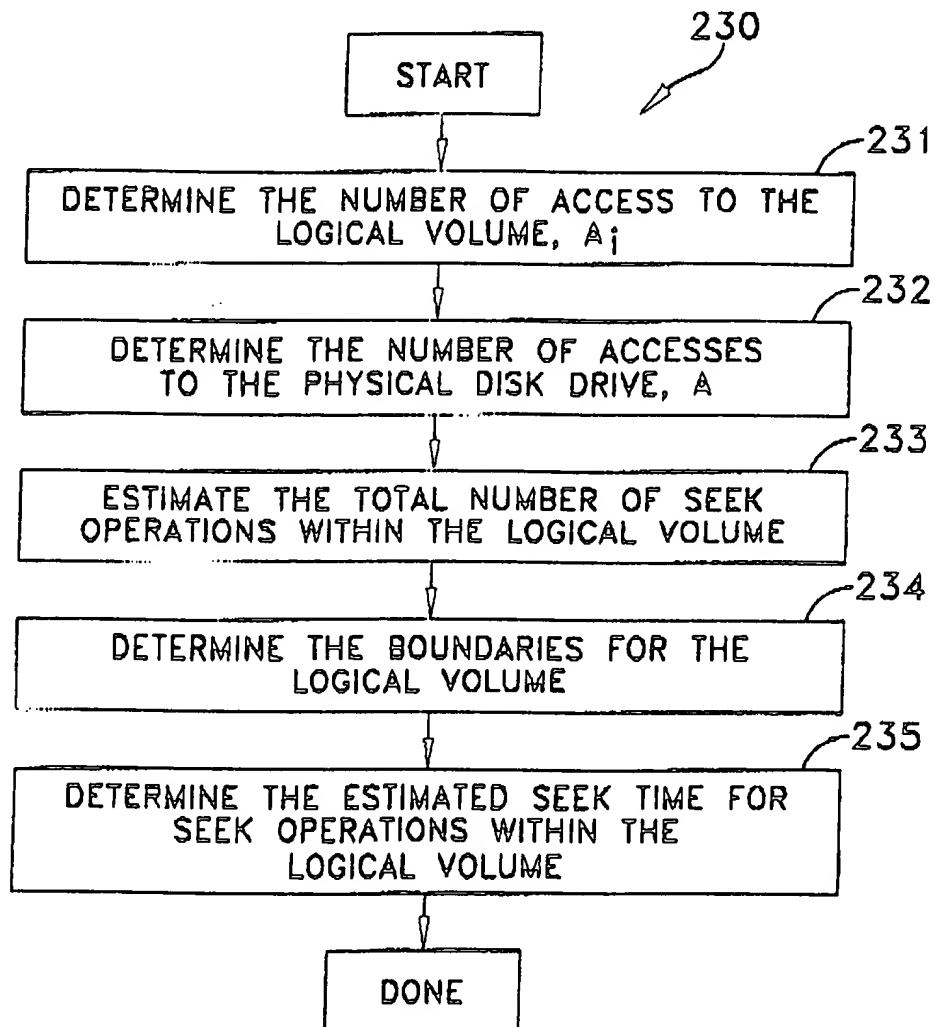 230
START
231
DETERMINE THE NUMBER OF ACCESS TO THE
LOGICAL VOLUME, Aj
232
DETERMINE THE NUMBER OF ACCESSES
TO THE PHYSICAL DISK DRIVE, A
233
ESTIMATE THE TOTAL NUMBER OF SEEK
OPERATIONS WITHIN THE LOGICAL VOLUME
234
DETERMINE THE BOUNDARIES FOR THE
LOGICAL VOLUME
235
DETERMINE THE ESTIMATED SEEK TIME FOR
SEEK OPERATIONS WITHIN THE
LOGICAL VOLUME
DONE